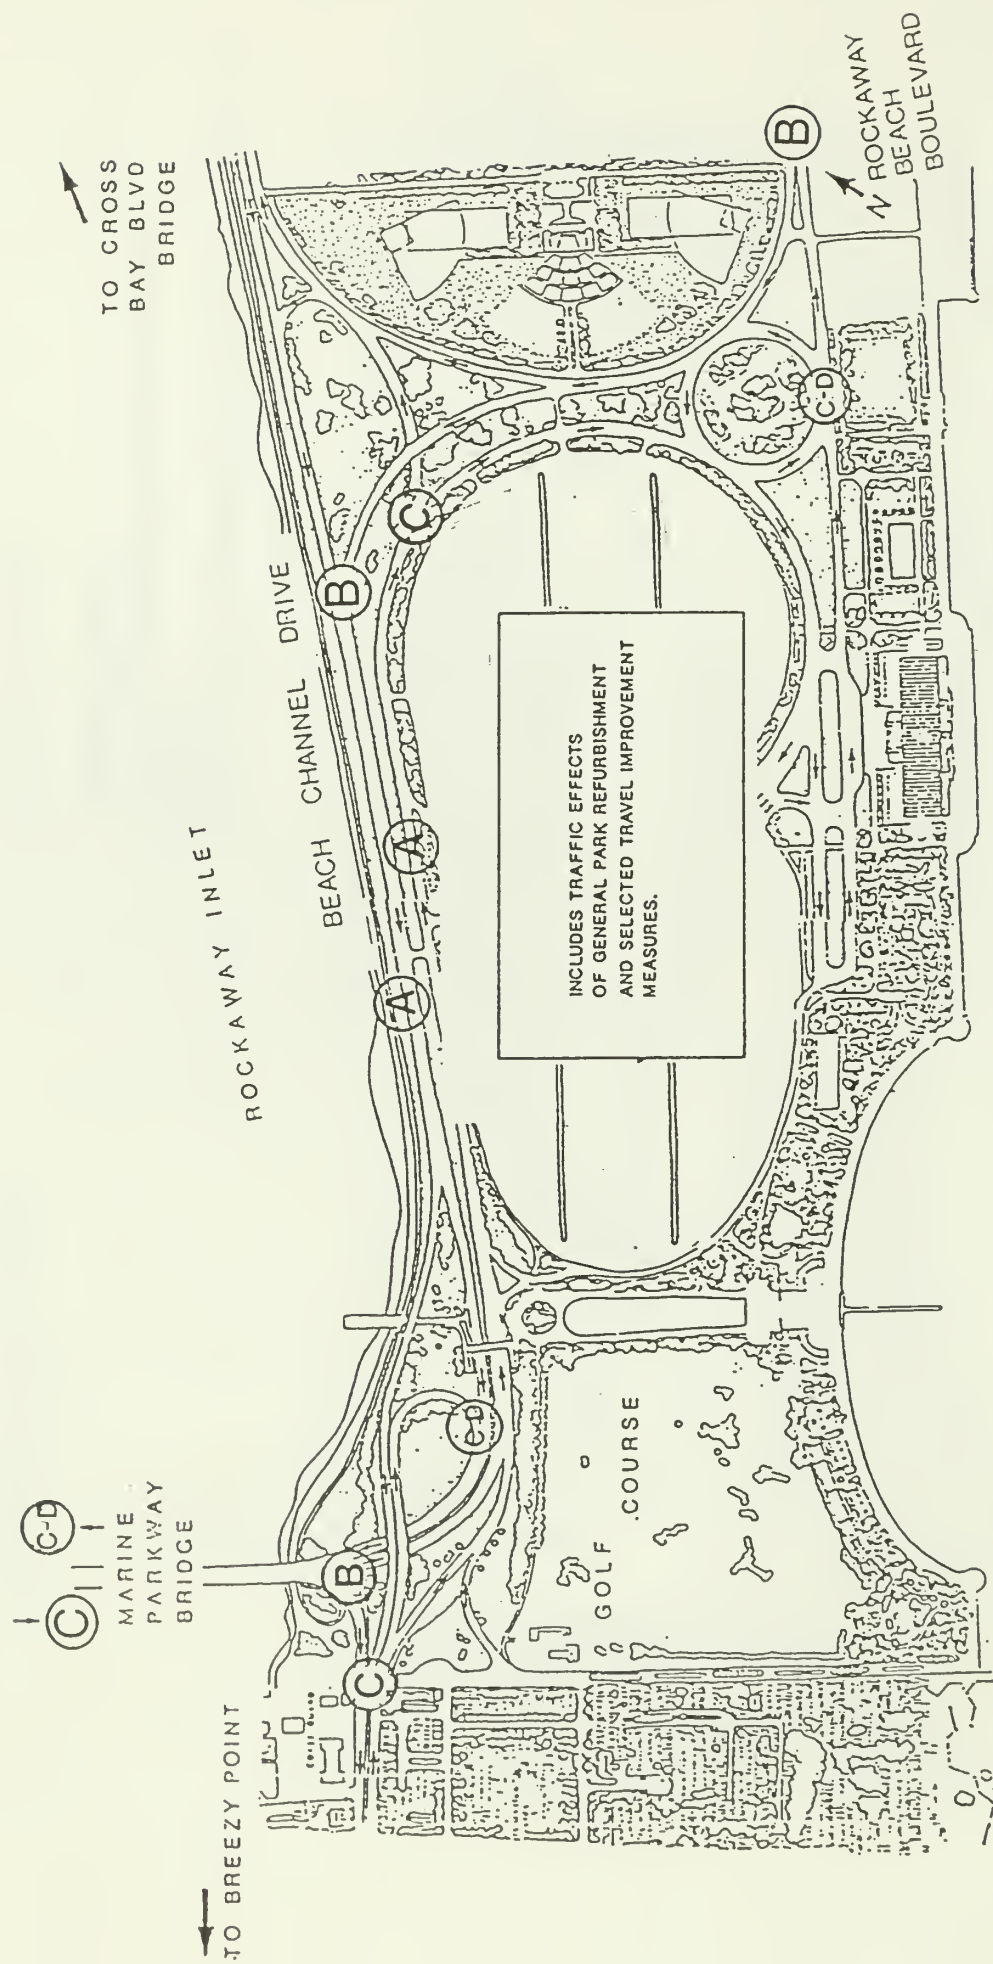 TO CROSS
BAY BLVD
BRIDGE
B
N
ROCKAWAY
BEACH
BOULEVARD
C-D
C
B
BEACH CHANNEL DRIVE
ROCKAWAY INLET
A
A
INCLUDES TRAFFIC EFFECTS
OF GENERAL PARK REFURBISHMENT
AND SELECTED TRAVEL IMPROVEMENT
MEASURES.
C-D
GOLF COURSE
C-D
C
MARINE
PARKWAY
BRIDGE
B
C
TO BREEZY POINT